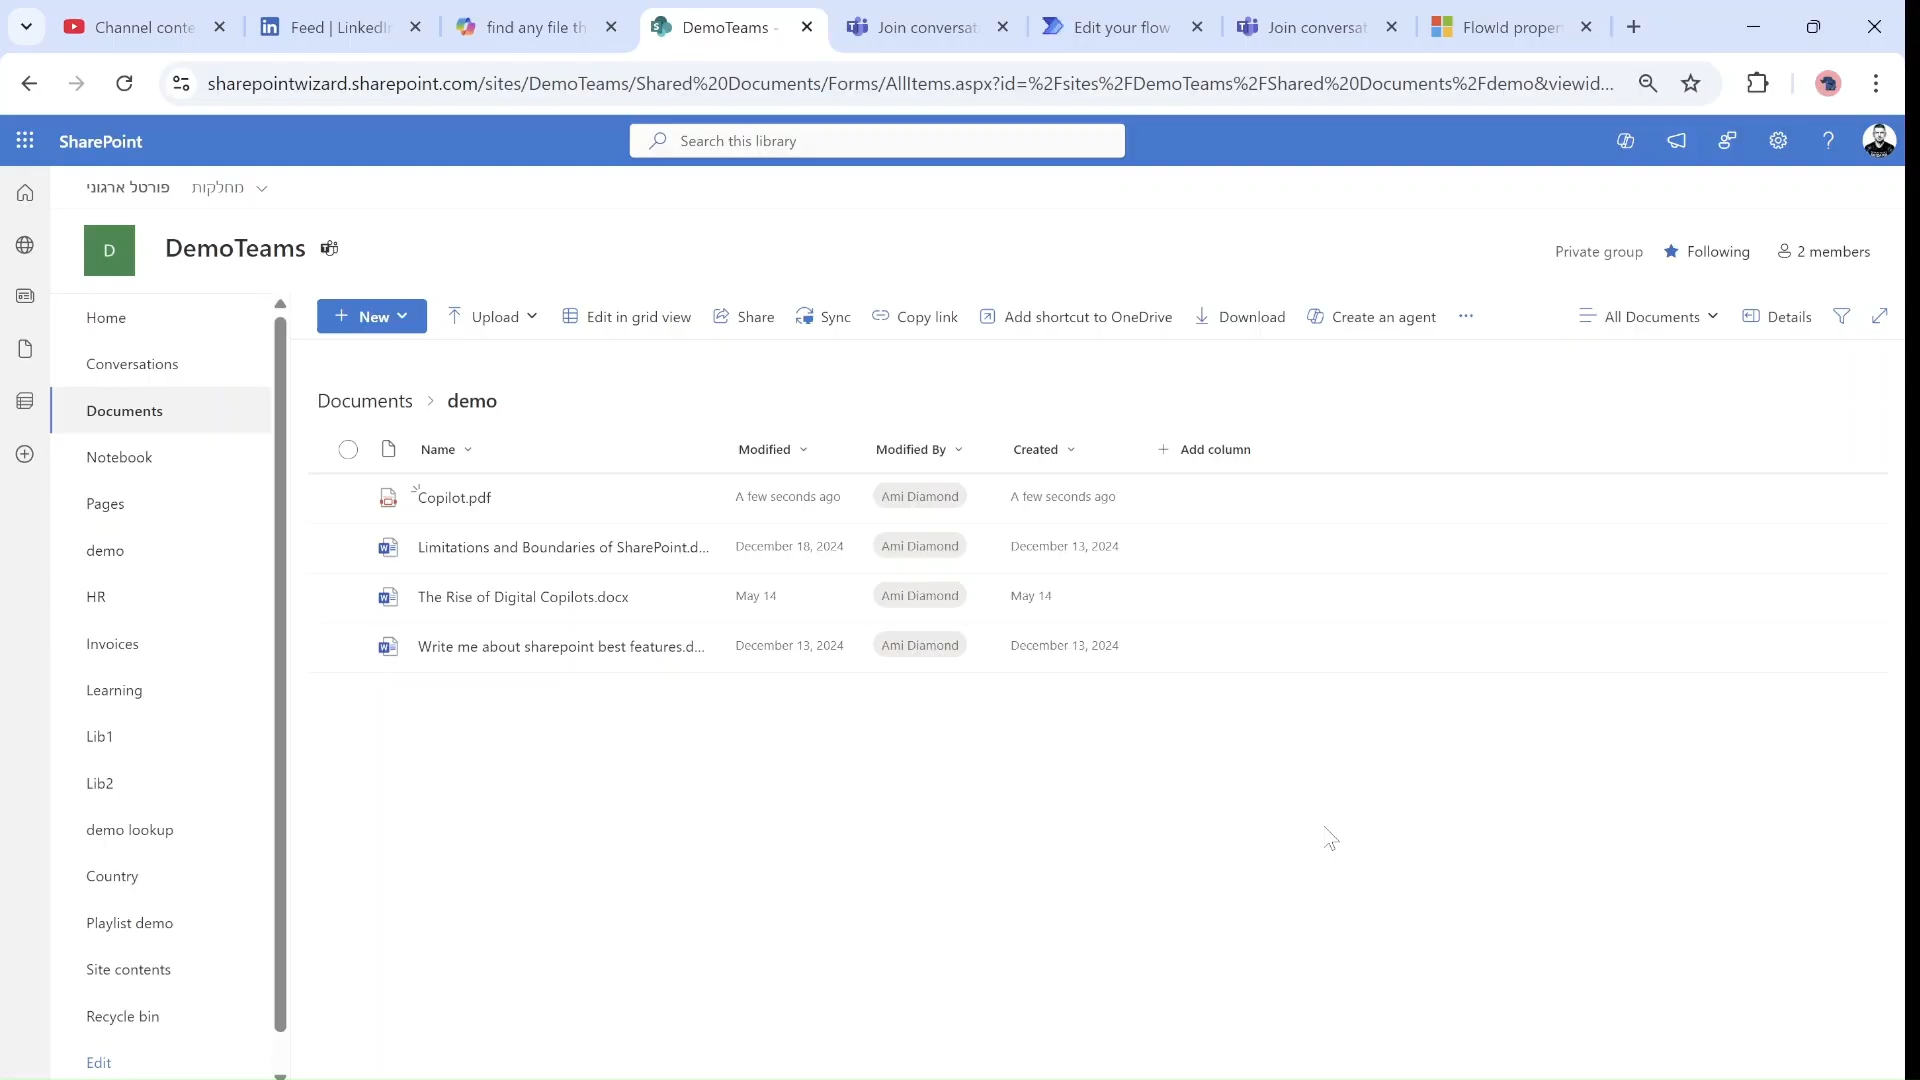 Channel conte
Feed | LinkedIn
find any file th
DemoTeams -
Join conversat
Edit your flow
Join conversat
FlowId proper
sharepointwizard.sharepoint.com/sites/DemoTeams/Shared%20Documents/Forms/AllItems.aspx?id=%2Fsites%2FDemoTeams%2FShared%20Documents%2Fdemo&viewid...
SharePoint
Search this library
פורטל ארגוני
מחלקות
D
DemoTeams
Private group
Following
2 members
Home
Conversations
Documents
Notebook
Pages
demo
HR
Invoices
Learning
Lib1
Lib2
demo lookup
Country
Playlist demo
Site contents
Recycle bin
Edit
New
Upload
Edit in grid view
Share
Sync
Copy link
Add shortcut to OneDrive
Download
Create an agent
All Documents
Details
Documents > demo
Name Modified Modified By Created Add column
Copilot.pdf A few seconds ago Ami Diamond A few seconds ago
Limitations and Boundaries of SharePoint.d... December 18, 2024 Ami Diamond December 13, 2024
The Rise of Digital Copilots.docx May 14 Ami Diamond May 14
Write me about sharepoint best features.d... December 13, 2024 Ami Diamond December 13, 2024